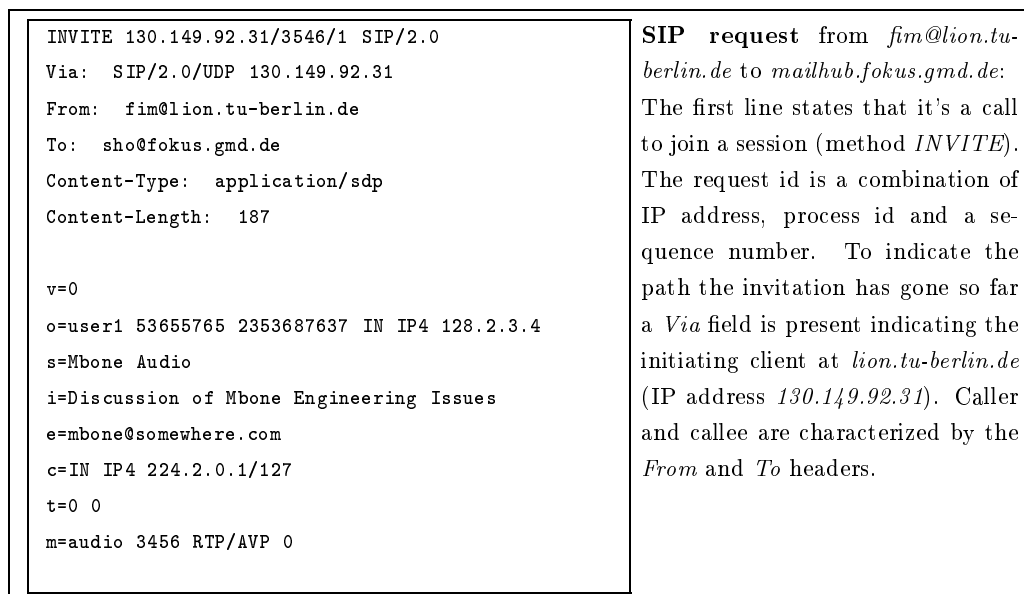 INVITE 130.149.92.31/3546/1 SIP/2.0
Via: SIP/2.0/UDP 130.149.92.31
From: fim@lion.tu-berlin.de
To: sho@fokus.gmd.de
Content-Type: application/sdp
Content-Length: 187
v=0
o=user1 53655765 2353687637 IN IP4 128.2.3.4
s=Mbone Audio
i=Discussion of Mbone Engineering Issues
e=mbone@somewhere.com
c=IN IP4 224.2.0.1/127
t=0 0
m=audio 3456 RTP/AVP 0
SIP request from fim@lion.tu-
berlin.de to mailhub.fokus.gmd.de:
The first line states that it's a call
to join a session (method INVITE).
The request id is a combination of
IP address, process id and a se-
quence number. To indicate the
path the invitation has gone so far
a Via field is present indicating the
initiating client at lion.tu-berlin.de
(IP address 130.149.92.31). Caller
and callee are characterized by the
From and To headers.